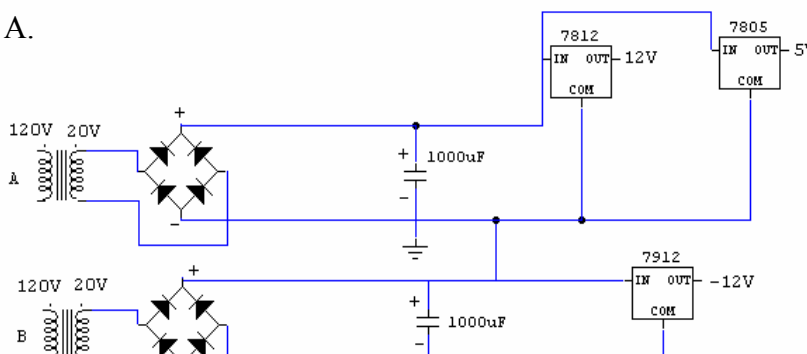 A.
7812
7805
IN OUT 12V
IN OUT
COM
COM
120V 20V
+
+
1000uF
A
-
-
7912
120V 20V
+
IN OUT -12V
+
1000uF
COM
B
-